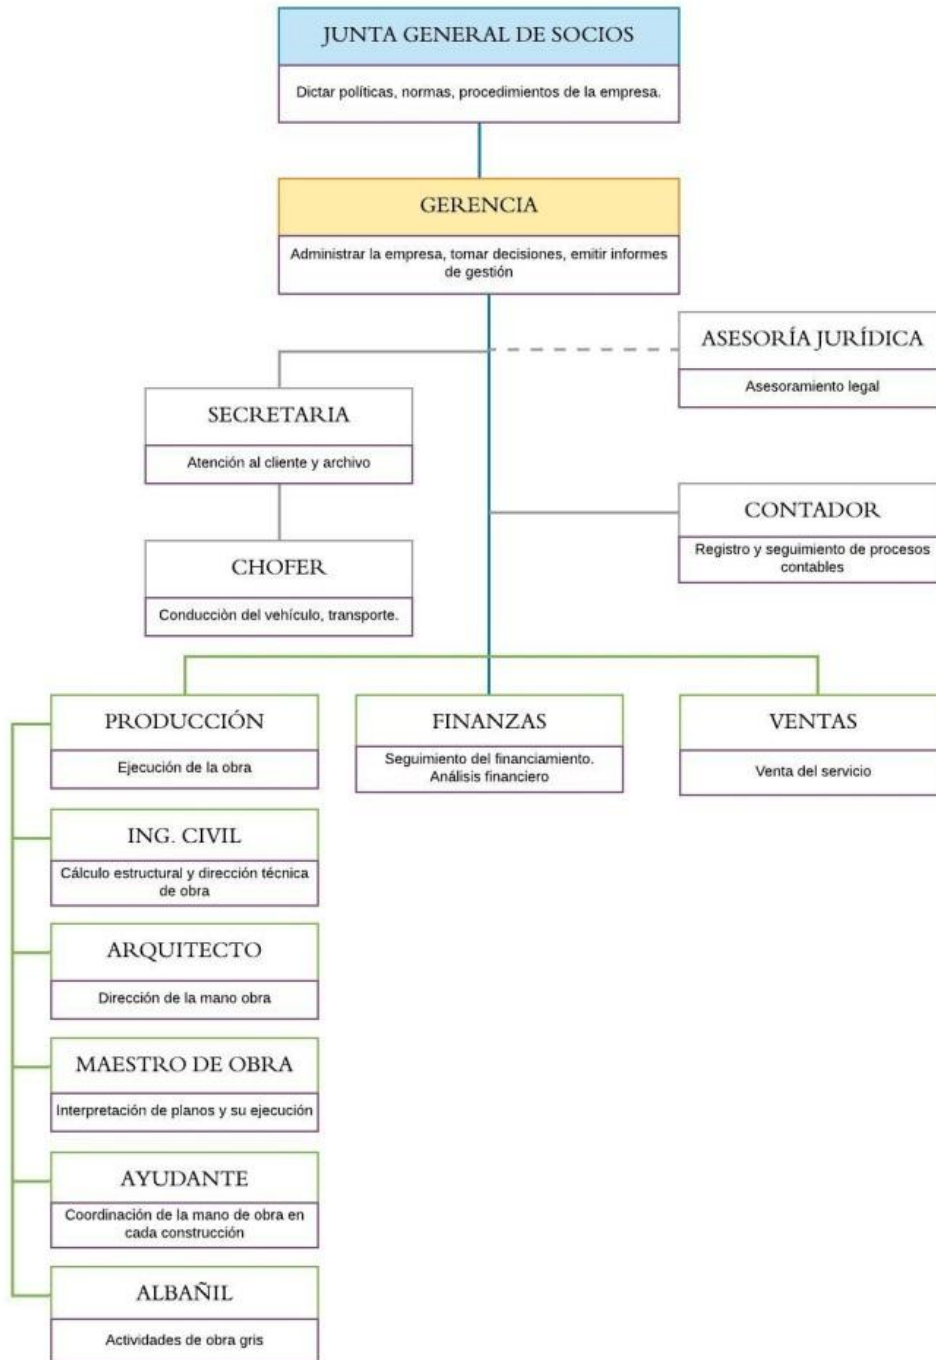 JUNTA GENERAL DE SOCIOS
Dictar políticas, normas, procedimientos de la empresa.
GERENCIA
Administrar la empresa, tomar decisiones, emitir informes
de gestión
ASESORÍA JURÍDICA
Asesoramiento legal
SECRETARIA
Atención al cliente y archivo
CONTADOR
Registro y seguimiento de procesos
contables
CHOFER
Conducciòn del vehículo, transporte.
PRODUCCIÓN
Ejecución de la obra
FINANZAS
Seguimiento del financiamiento.
Análisis financiero
VENTAS
Venta del servicio
ING. CIVIL
Cálculo estructural y dirección técnica
de obra
ARQUITECTO
Dirección de la mano obra
MAESTRO DE OBRA
Interpretación de planos y su ejecución
AYUDANTE
Coordinación de la mano de obra en
cada construcción
ALBAÑIL
Actividades de obra gris